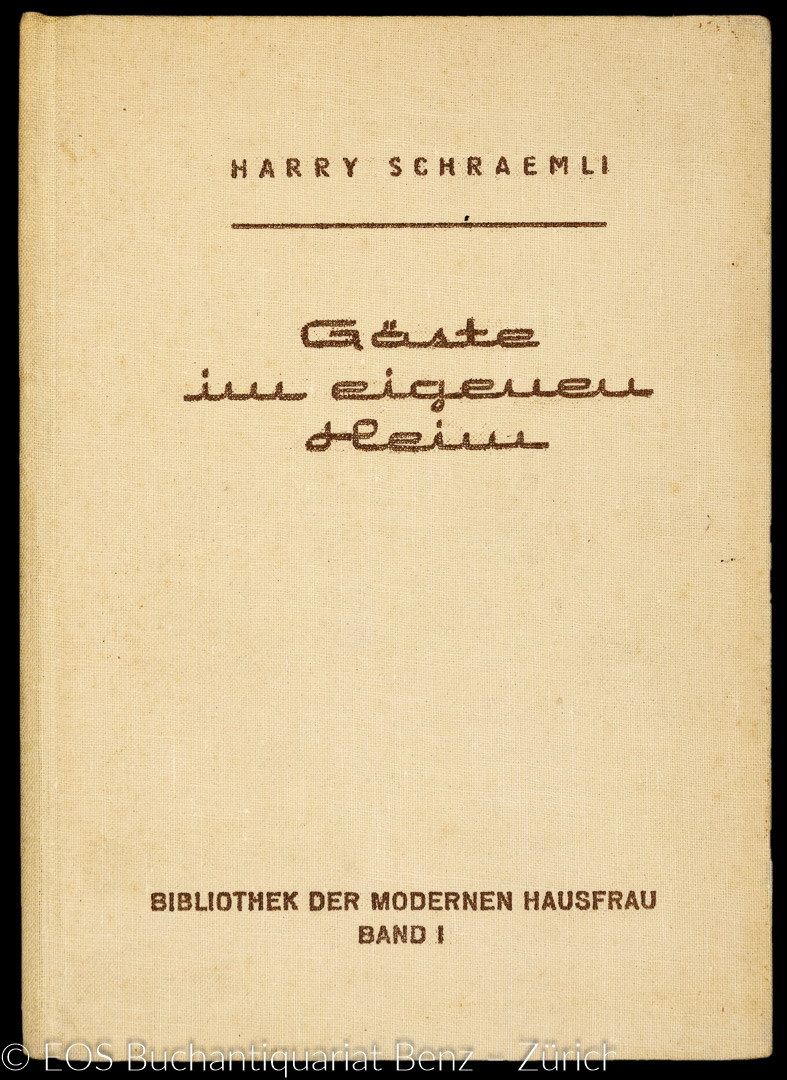 HARRY SCHRAEMLI
Gäste
im eigenen
Heim
BIBLIOTHEK DER MODERNEN HAUSFRAU
BAND I
© EOS Buchantiquariat Benz - Zürich